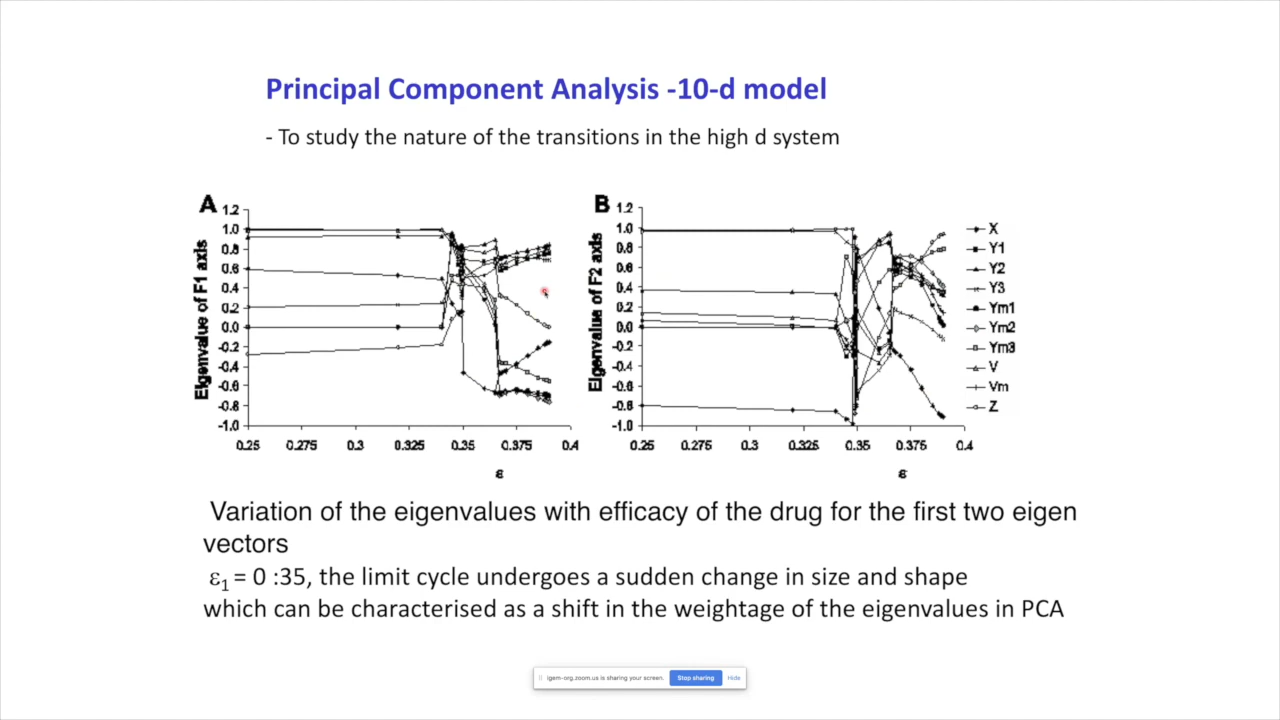 Principal Component Analysis -10-d model
- To study the nature of the transitions in the high d system
A
Eigenvalue of F1 axis
1.2
1.0
0.8
0.6
0.4
0.2
0.0
-0.2
-0.4
-0.6
-0.8
-1.0
0.25 0.275 0.3 0.325 0.35 0.375 0.4
ε
B
Eigenvalue of F2 axis
1.2
1.0
0.8
0.6
0.4
0.2
0.0
-0.2
-0.4
-0.6
-0.8
-1.0
0.25 0.275 0.3 0.325 0.35 0.375 0.4
ε
X
Y1
Y2
Y3
Ym1
Ym2
Ym3
V
Vm
Z
Variation of the eigenvalues with efficacy of the drug for the first two eigen
vectors
ε1 = 0 :35, the limit cycle undergoes a sudden change in size and shape
which can be characterised as a shift in the weightage of the eigenvalues in PCA
igem-org.zoom.us is sharing your screen. Stop sharing Hide